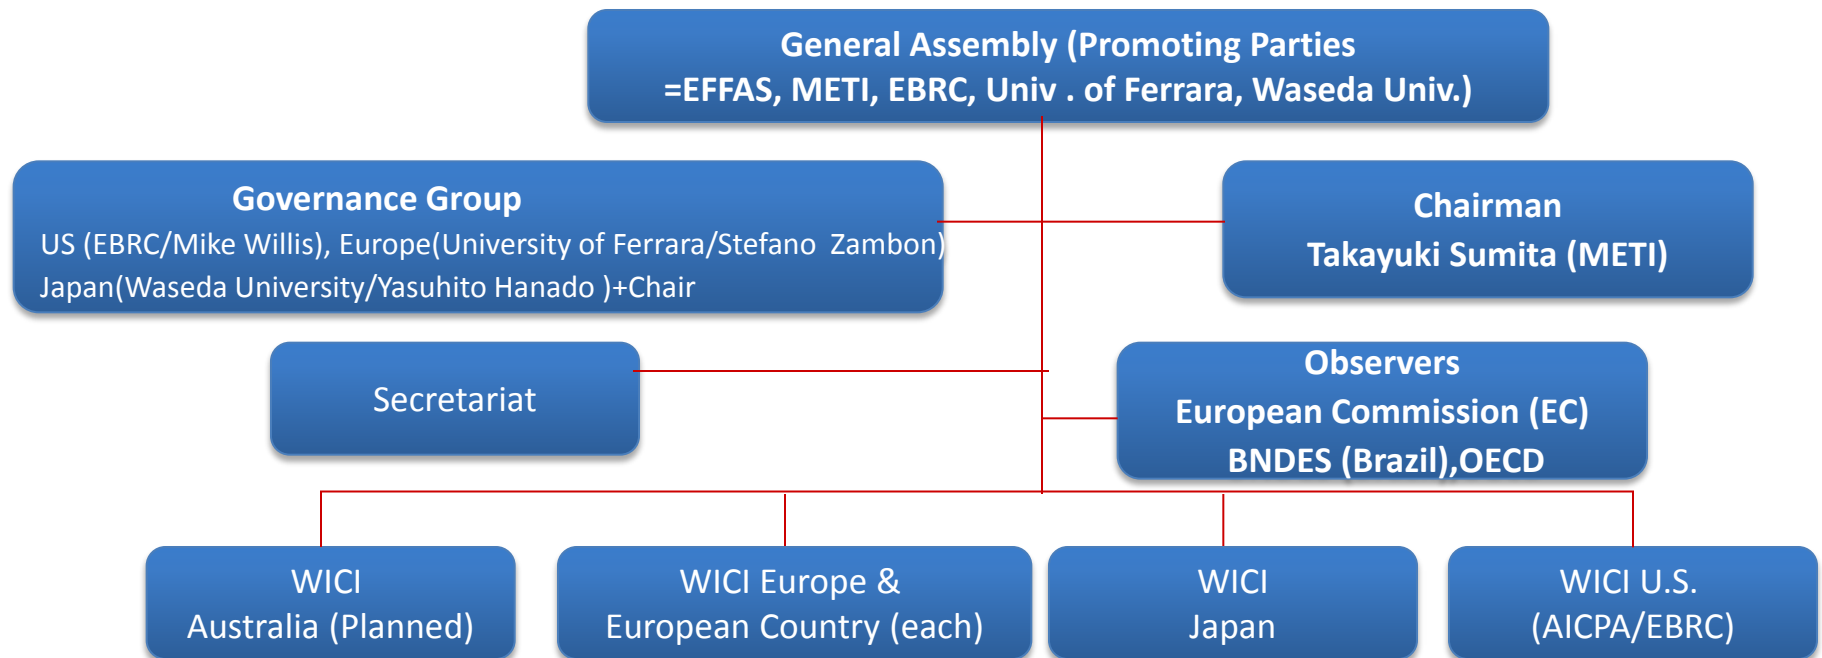 General Assembly (Promoting Parties
=EFFAS, METI, EBRC, Univ . of Ferrara, Waseda Univ.)
Governance Group
US (EBRC/Mike Willis), Europe(University of Ferrara/Stefano Zambon)
Japan(Waseda University/Yasuhito Hanado )+Chair
Chairman
Takayuki Sumita (METI)
Secretariat
Observers
European Commission (EC)
BNDES (Brazil),OECD
WICI
Australia (Planned)
WICI Europe &
European Country (each)
WICI
Japan
WICI U.S.
(AICPA/EBRC)